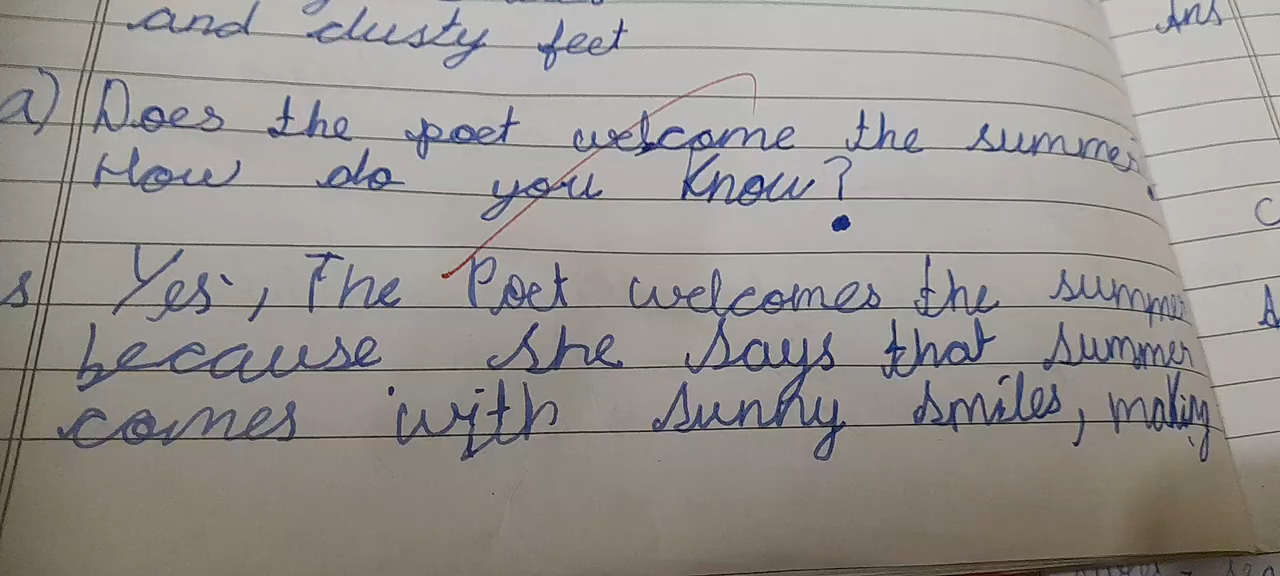 and dusty feet
Ans
a) Does the poet welcome the summer.
How do you know?
s Yes, The Poet welcomes the summer
because she says that summer
comes with sunny smiles, making